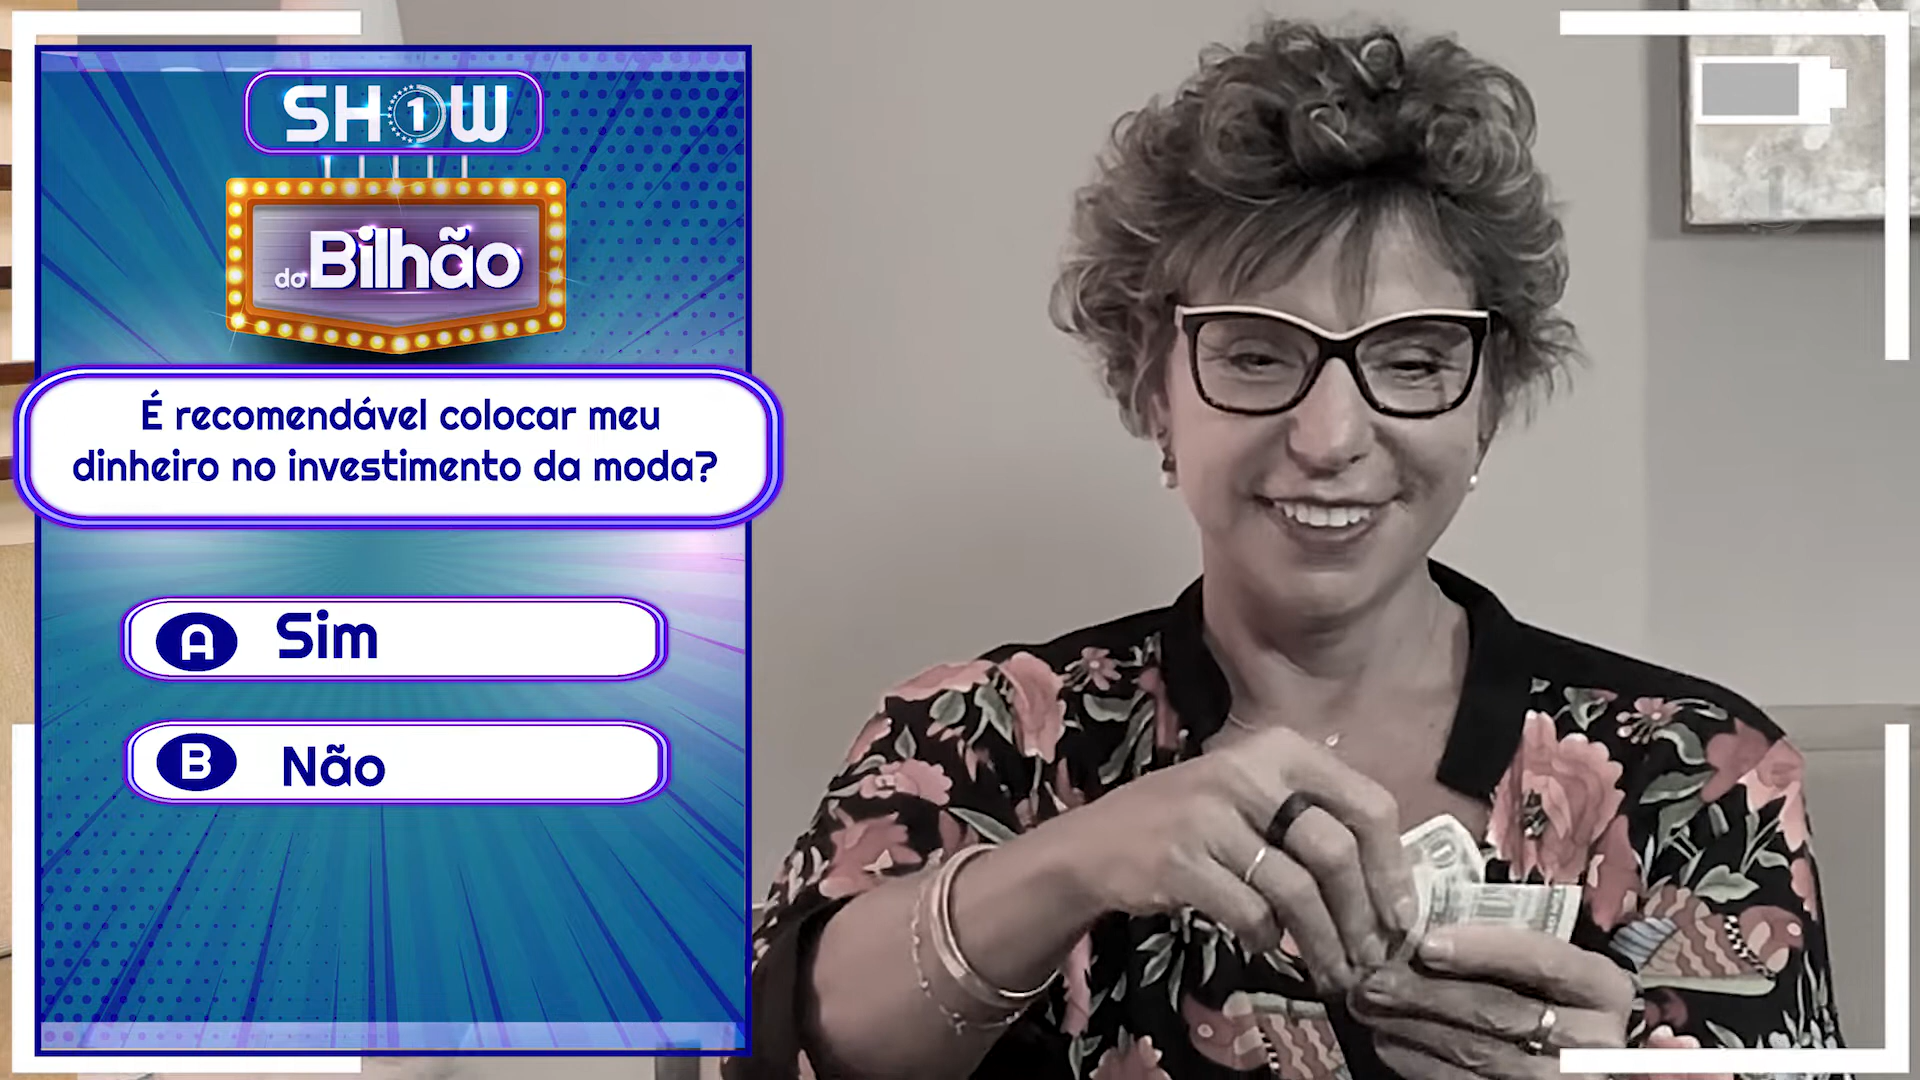 SH1W
do Bilhão
É recomendável colocar meu
dinheiro no investimento da moda?
A Sim
B Não